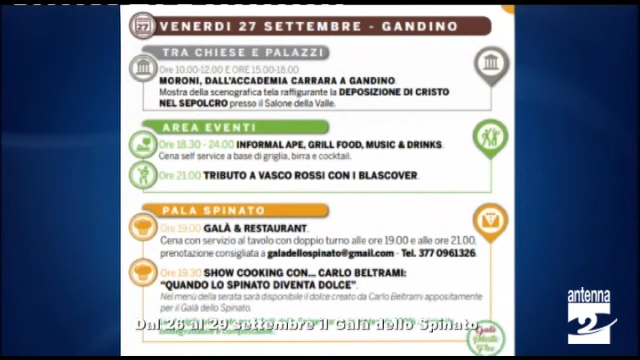 VENERDI 27 SETTEMBRE - GANDINO
TRA CHIESE E PALAZZI
Ore 10.00-12.00 E ORE 15.00-18.00
MORONI, DALL'ACCADEMIA CARRARA A GANDINO.
Mostra della scenografica tela raffigurante la DEPOSIZIONE DI CRISTO
NEL SEPOLCRO presso il Salone della Valle.
AREA EVENTI
Ore 18.30 - 24.00 INFORMAL APE, GRILL FOOD, MUSIC & DRINKS.
Cena self service a base di griglia, birra e cocktail.
Ore 21.00 TRIBUTO A VASCO ROSSI CON I BLASCOVER.
PALA SPINATO
Ore 19.00 GALÀ & RESTAURANT.
Cena con servizio al tavolo con doppio turno alle ore 19.00 e alle ore 21.00,
prenotazione consigliata a galadellospinato@gmail.com - Tel. 377 0961326.
Ore 19.30 SHOW COOKING CON... CARLO BELTRAMI:
"QUANDO LO SPINATO DIVENTA DOLCE".
Nel menù della serata sarà disponibile il dolce creato da Carlo Beltrami appositamente
per il Galà dello Spinato.
Dal 26 al 29 settembre il Galà dello Spinato
antenna
2